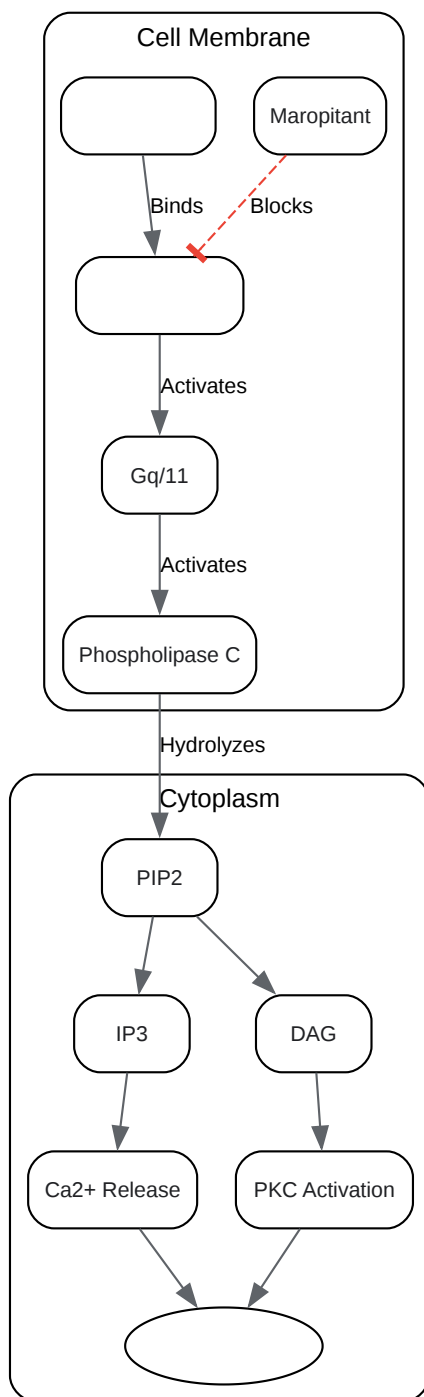 Cell Membrane
Maropitant
Binds
Blocks
Activates
Gq/11
Activates
Phospholipase C
Hydrolyzes
Cytoplasm
PIP2
IP3
DAG
Ca2+ Release
PKC Activation